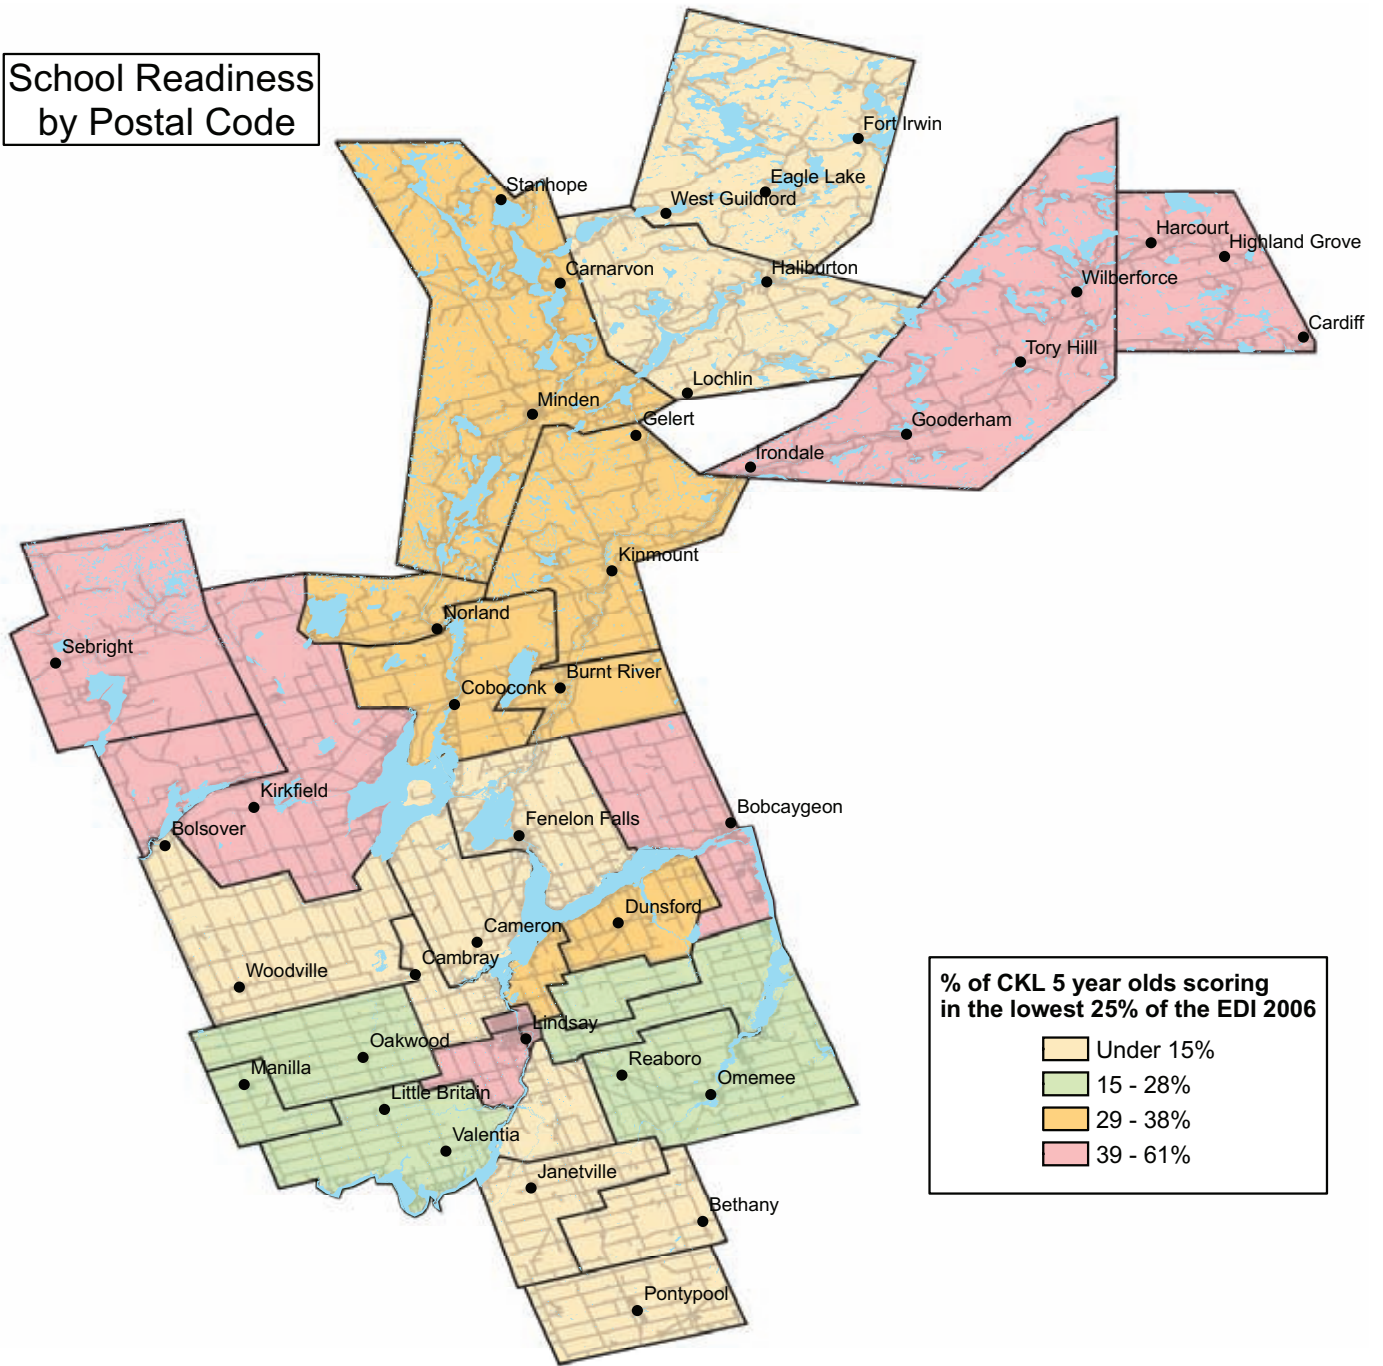 School Readiness
by Postal Code
Fort Irwin
Eagle Lake
Stanhope
West Guildford
Harcourt
Highland Grove
Carnarvon
Haliburton
Wilberforce
Cardiff
Tory Hilll
Lochlin
Minden
Gelert
Gooderham
Irondale
Kinmount
Norland
Sebright
Burnt River
Coboconk
Kirkfield
Bobcaygeon
Fenelon Falls
Bolsover
Dunsford
Cameron
Cambray
Woodville
% of CKL 5 year olds scoring
in the lowest 25% of the EDI 2006
Under 15%
15 - 28%
29 - 38%
39 - 61%
Lindsay
Oakwood
Reaboro
Manilla
Omemee
Little Britain
Valentia
Janetville
Bethany
Pontypool